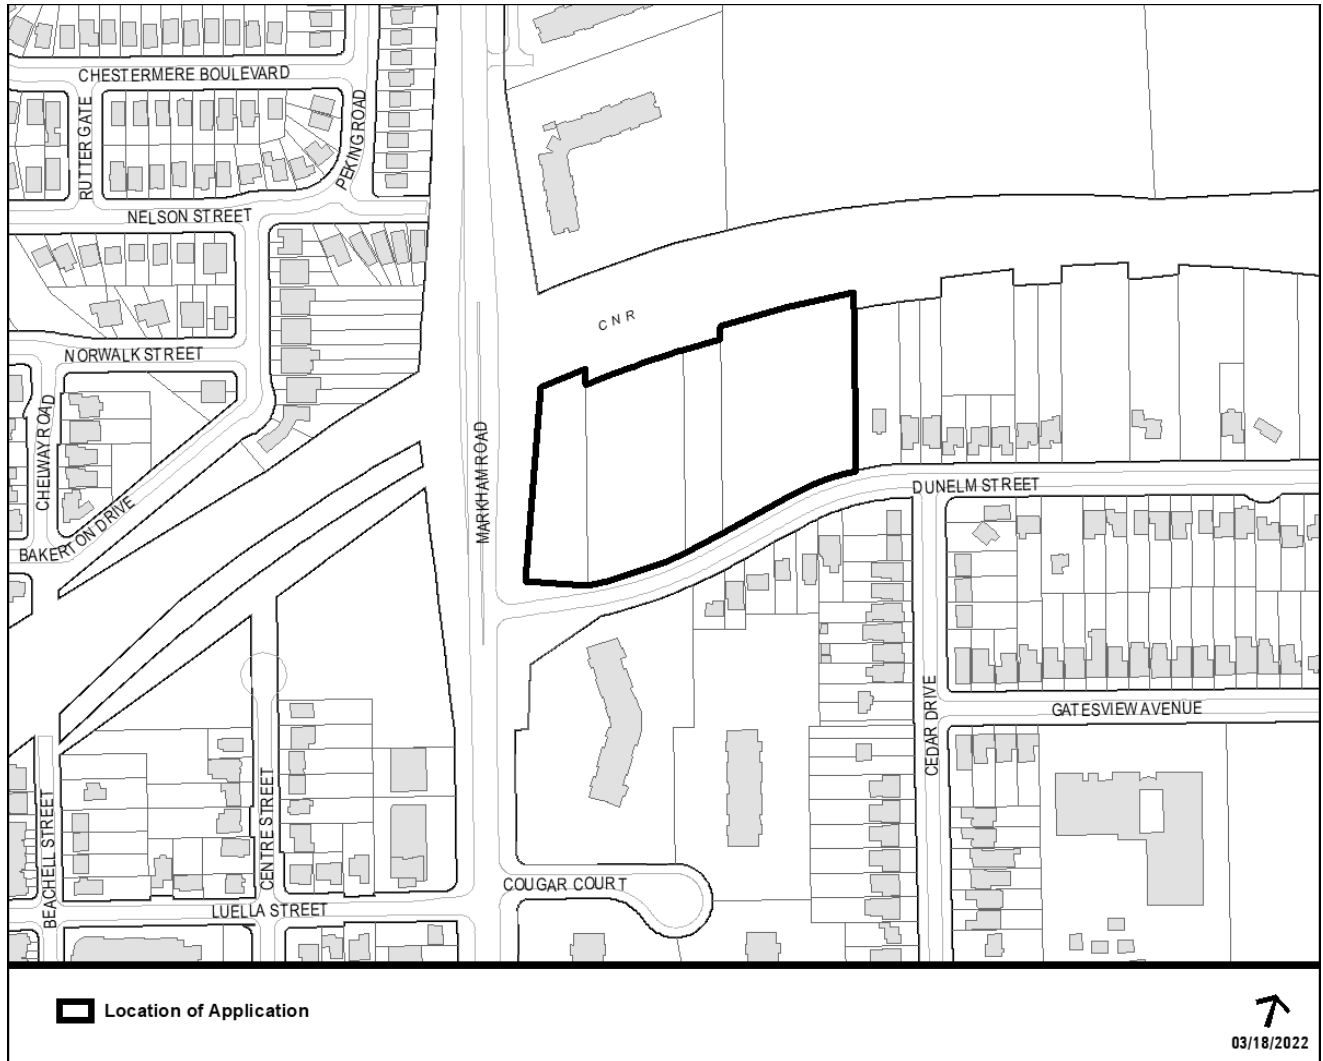 CHESTERMERE BOULEVARD
RUTTER GATE
PEKING ROAD
NELSON STREET
CNR
NORWALK STREET
CHELWAY ROAD
MARKHAM ROAD
DUNELM STREET
BAKERTON DRIVE
CEDAR DRIVE
GATESVIEW AVENUE
BEACHELL STREET
CENTRE STREET
COUGAR COURT
LUELLA STREET
Location of Application
03/18/2022